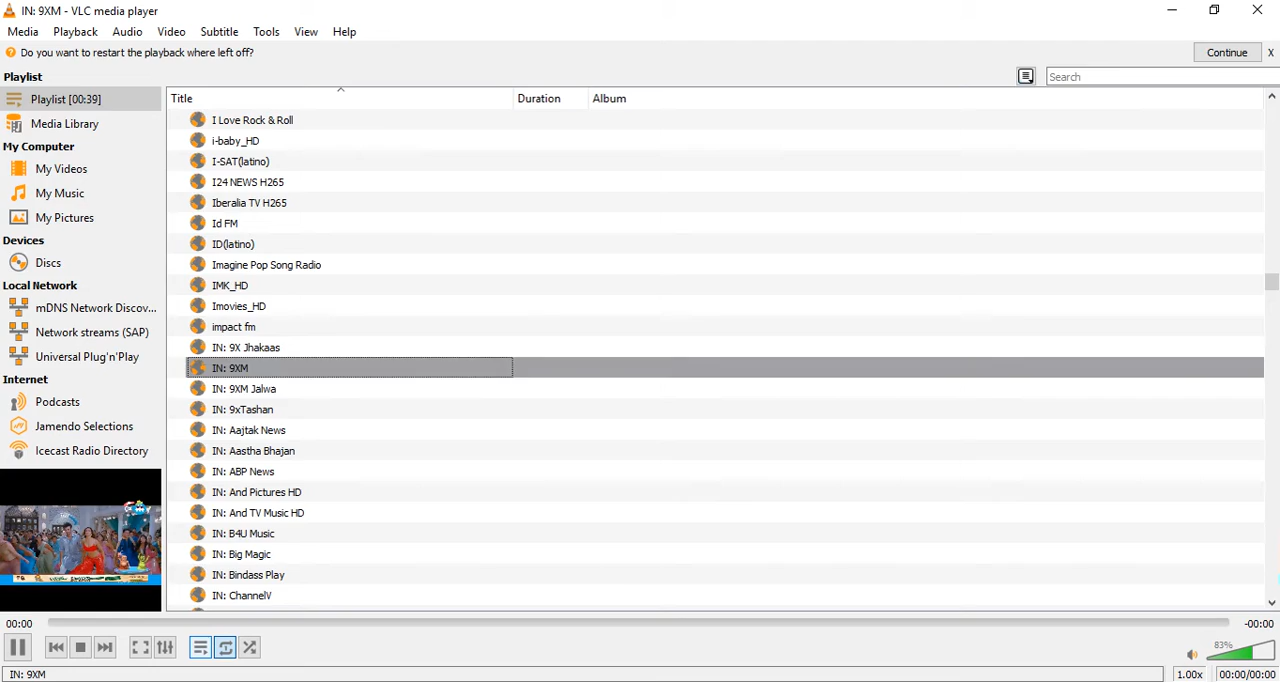 IN: 9XM - VLC media player
Media Playback Audio Video Subtitle Tools View Help
Do you want to restart the playback where left off? Continue X
Playlist
Search
Playlist [00:39]
Media Library
My Computer
My Videos
My Music
My Pictures
Devices
Discs
Local Network
mDNS Network Discov...
Network streams (SAP)
Universal Plug'n'Play
Internet
Podcasts
Jamendo Selections
Icecast Radio Directory
Title Duration Album
I Love Rock & Roll
i-baby_HD
I-SAT(latino)
I24 NEWS H265
Iberalia TV H265
Id FM
ID(latino)
Imagine Pop Song Radio
IMK_HD
Imovies_HD
impact fm
IN: 9X Jhakaas
IN: 9XM
IN: 9XM Jalwa
IN: 9xTashan
IN: Aajtak News
IN: Aastha Bhajan
IN: ABP News
IN: And Pictures HD
IN: And TV Music HD
IN: B4U Music
IN: Big Magic
IN: Bindass Play
IN: ChannelV
00:00 -00:00
83%
IN: 9XM 1.00x 00:00/00:00